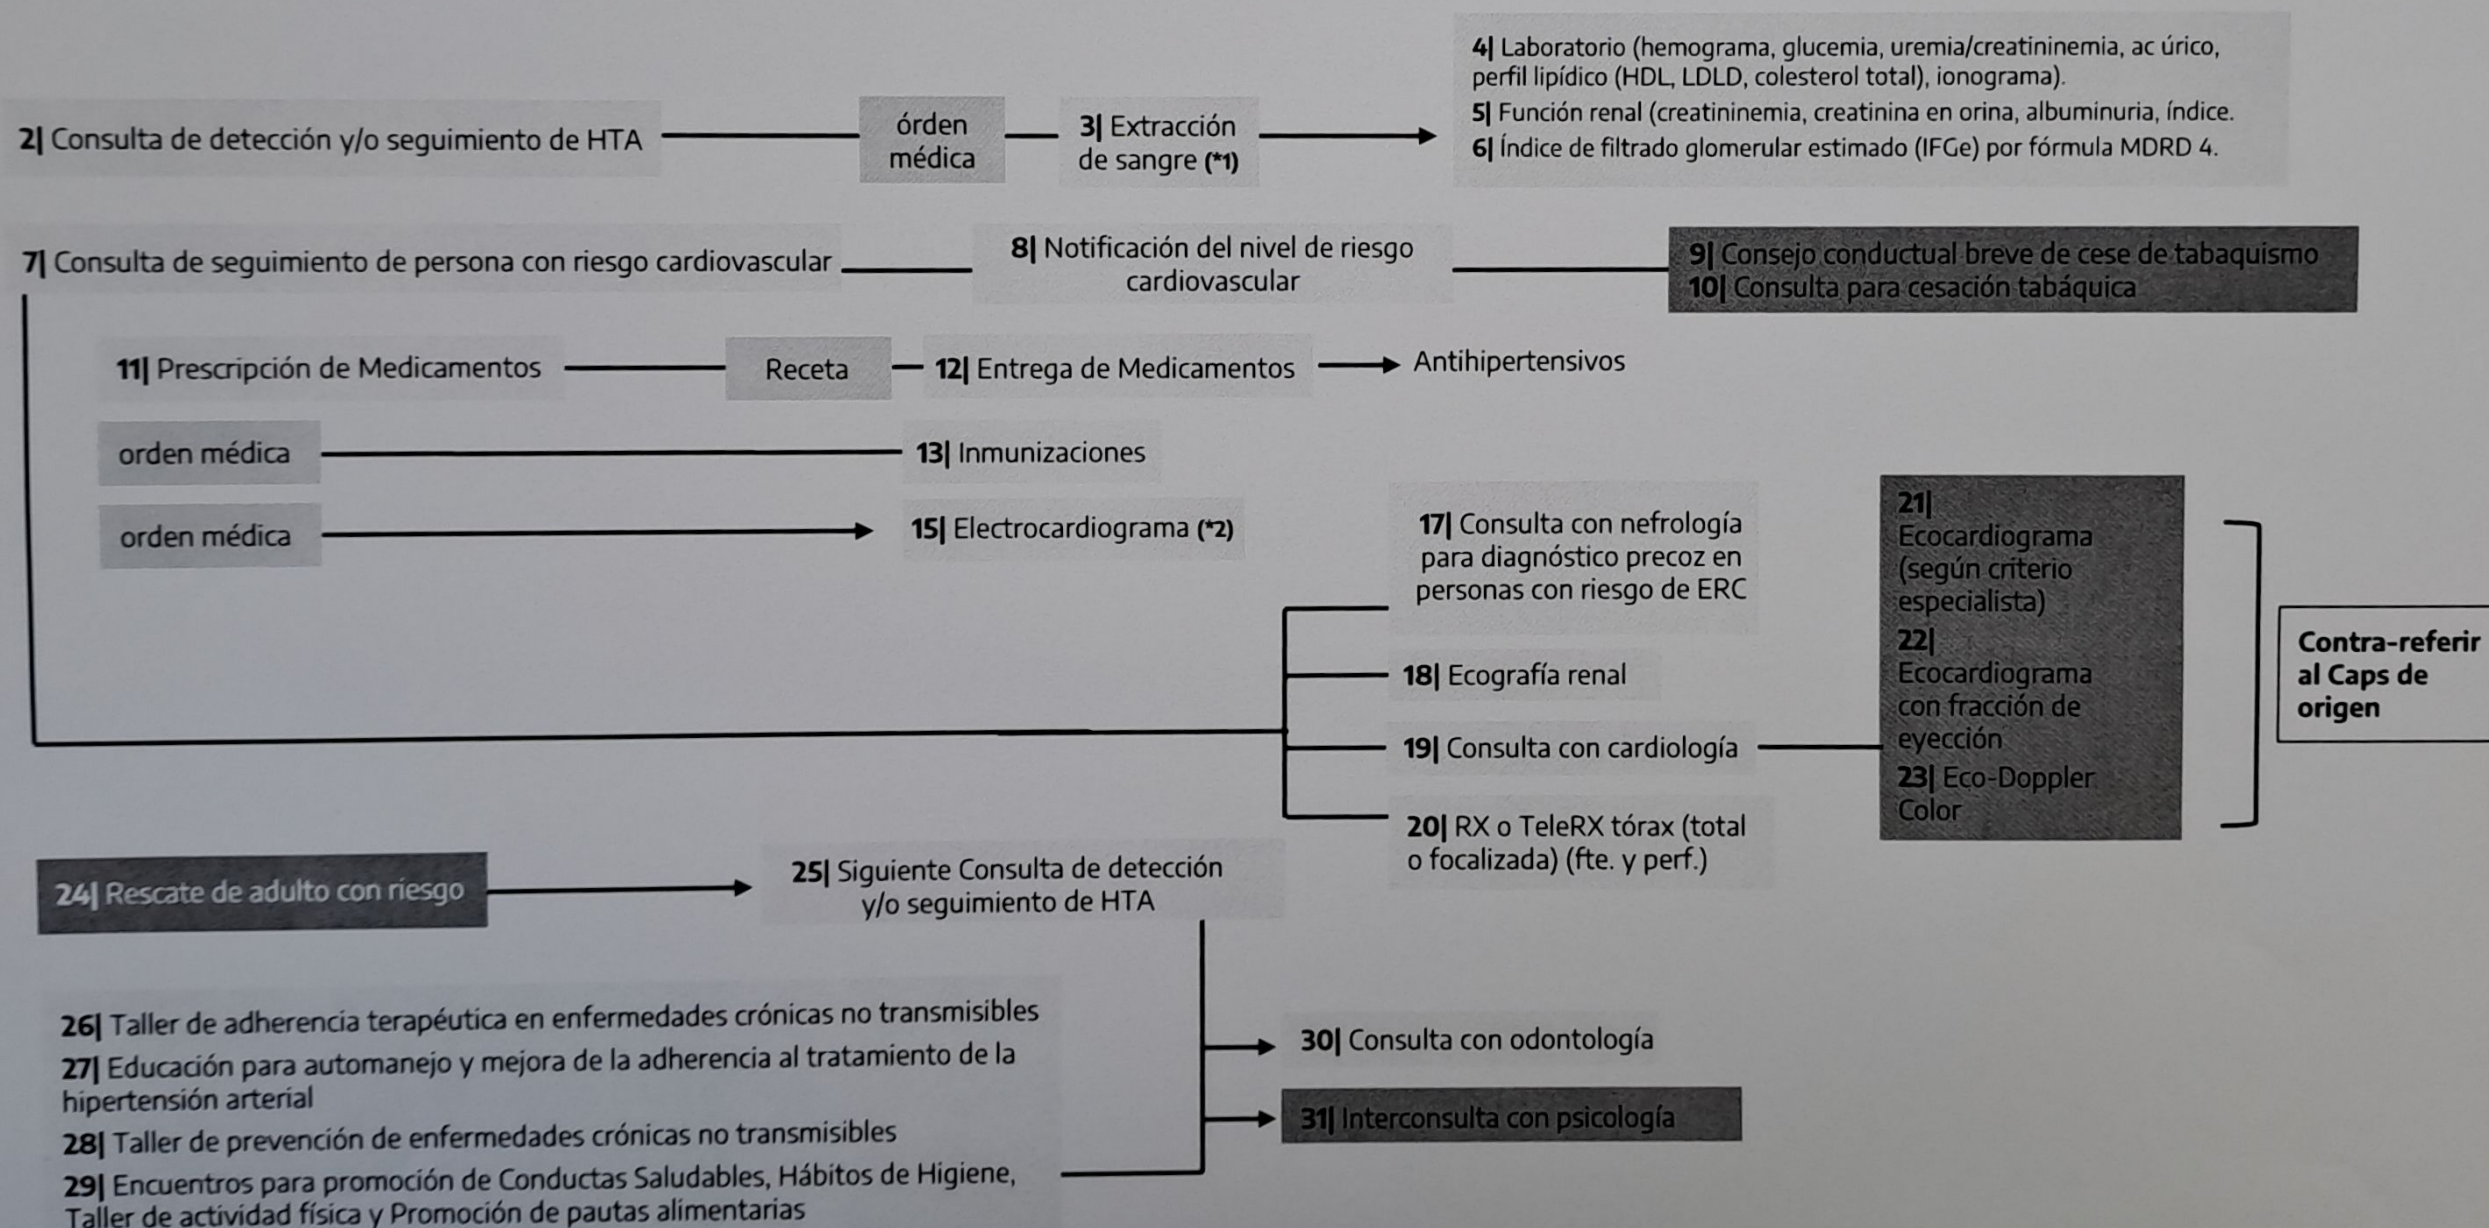 2| Consulta de detección y/o seguimiento de HTA
órden
médica
3| Extracción
de sangre (*1)
4| Laboratorio (hemograma, glucemia, uremia/creatininemia, ac úrico,
perfil lipídico (HDL, LDLD, colesterol total), ionograma).
5| Función renal (creatininemia, creatinina en orina, albuminuria, índice.
6| Índice de filtrado glomerular estimado (IFGe) por fórmula MDRD 4.
7| Consulta de seguimiento de persona con riesgo cardiovascular
8| Notificación del nivel de riesgo
cardiovascular
9| Consejo conductual breve de cese de tabaquismo
10| Consulta para cesación tabáquica
11| Prescripción de Medicamentos
Receta
12| Entrega de Medicamentos
Antihipertensivos
orden médica
13| Inmunizaciones
orden médica
15| Electrocardiograma (*2)
17| Consulta con nefrología
para diagnóstico precoz en
personas con riesgo de ERC
18| Ecografía renal
19| Consulta con cardiología
20| RX o TeleRX tórax (total
o focalizada) (fte. y perf.)
21|
Ecocardiograma
(según criterio
especialista)
22|
Ecocardiograma
con fracción de
eyección
23| Eco-Doppler
Color
Contra-referir
al Caps de
origen
24| Rescate de adulto con riesgo
25| Siguiente Consulta de detección
y/o seguimiento de HTA
26| Taller de adherencia terapéutica en enfermedades crónicas no transmisibles
27| Educación para automanejo y mejora de la adherencia al tratamiento de la
hipertensión arterial
28| Taller de prevención de enfermedades crónicas no transmisibles
29| Encuentros para promoción de Conductas Saludables, Hábitos de Higiene,
Taller de actividad física y Promoción de pautas alimentarias
30| Consulta con odontología
31| Interconsulta con psicología